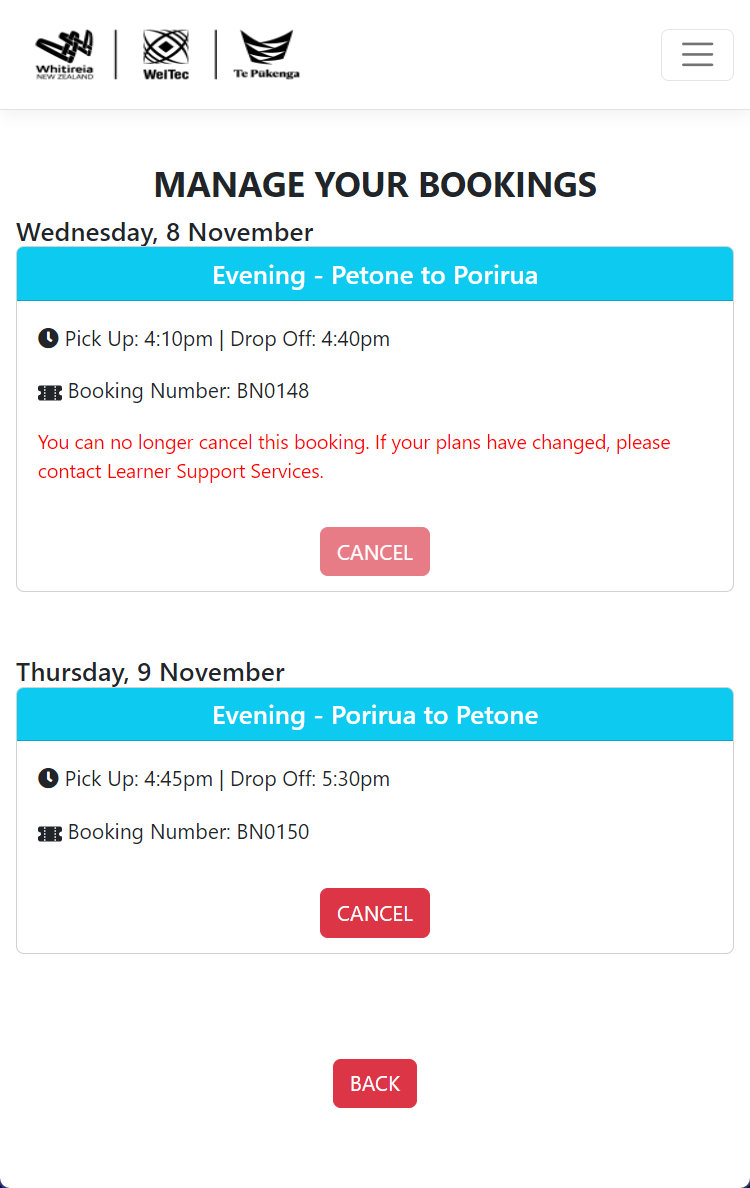 Whitireia
NEW ZEALAND
WelTec
Te Pūkenga
MANAGE YOUR BOOKINGS
Wednesday, 8 November
Evening - Petone to Porirua
Pick Up: 4:10pm | Drop Off: 4:40pm
Booking Number: BN0148
You can no longer cancel this booking. If your plans have changed, please
contact Learner Support Services.
CANCEL
Thursday, 9 November
Evening - Porirua to Petone
Pick Up: 4:45pm | Drop Off: 5:30pm
Booking Number: BN0150
CANCEL
BACK